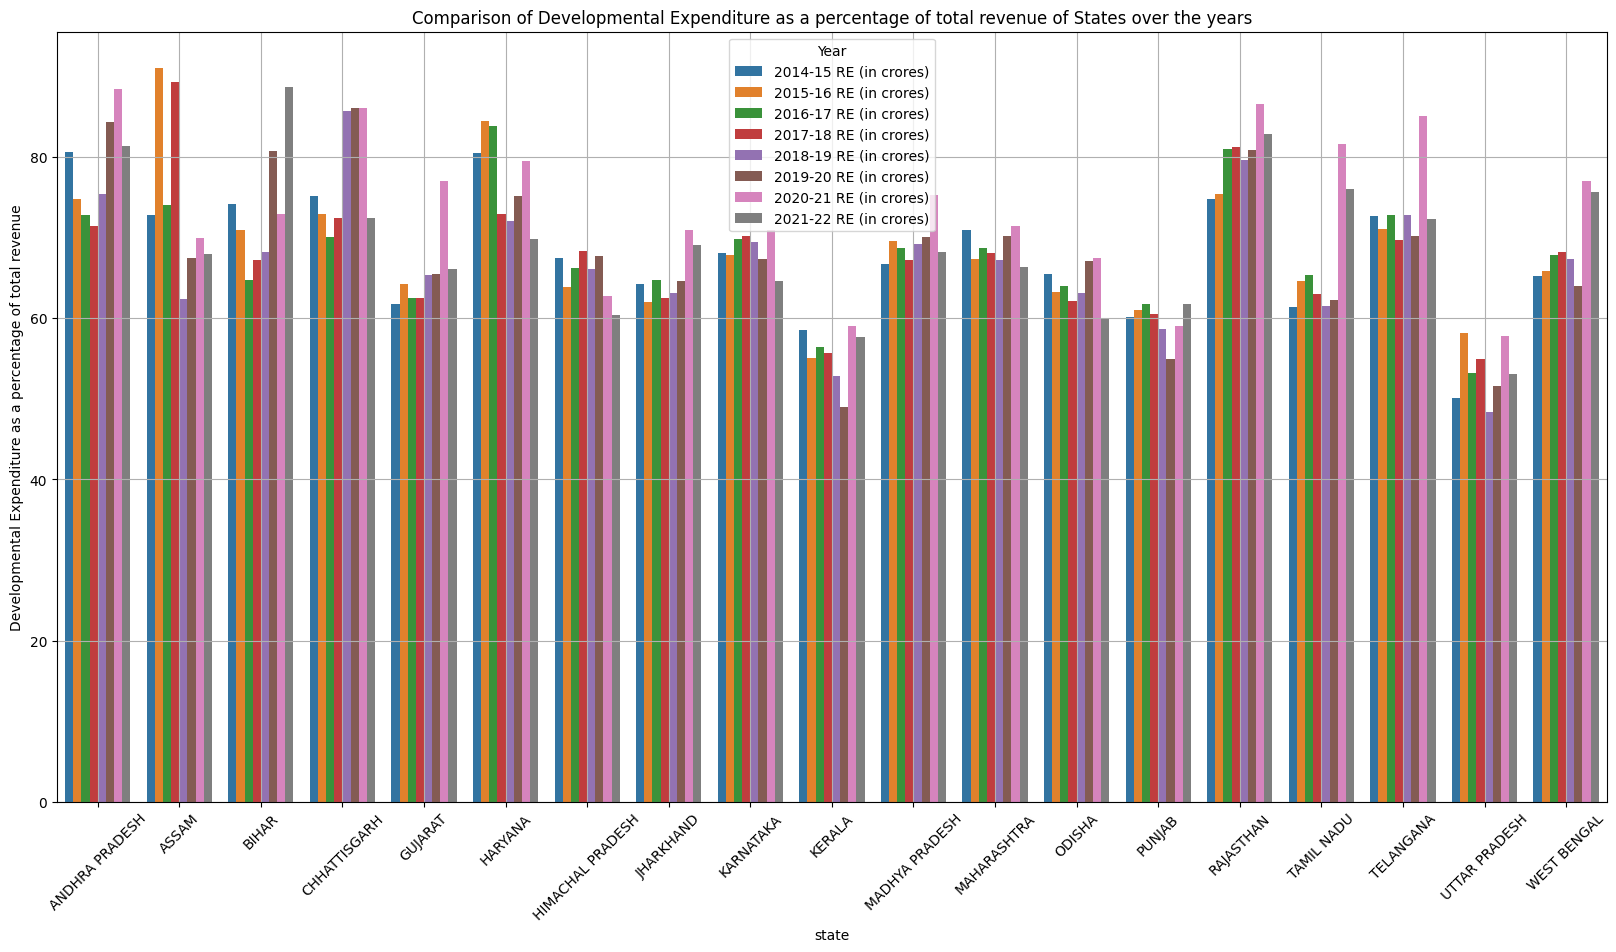 Comparison of Developmental Expenditure as a percentage of total revenue of States over the years
Developmental Expenditure as a percentage of total revenue
80
60
40
20
0
Year
2014-15 RE (in crores)
2015-16 RE (in crores)
2016-17 RE (in crores)
2017-18 RE (in crores)
2018-19 RE (in crores)
2019-20 RE (in crores)
2020-21 RE (in crores)
2021-22 RE (in crores)
ANDHRA PRADESH
ASSAM
BIHAR
CHHATTISGARH
GUJARAT
HARYANA
HIMACHAL PRADESH
JHARKHAND
KARNATAKA
KERALA
MADHYA PRADESH
MAHARASHTRA
ODISHA
PUNJAB
RAJASTHAN
TAMIL NADU
TELANGANA
UTTAR PRADESH
WEST BENGAL
state